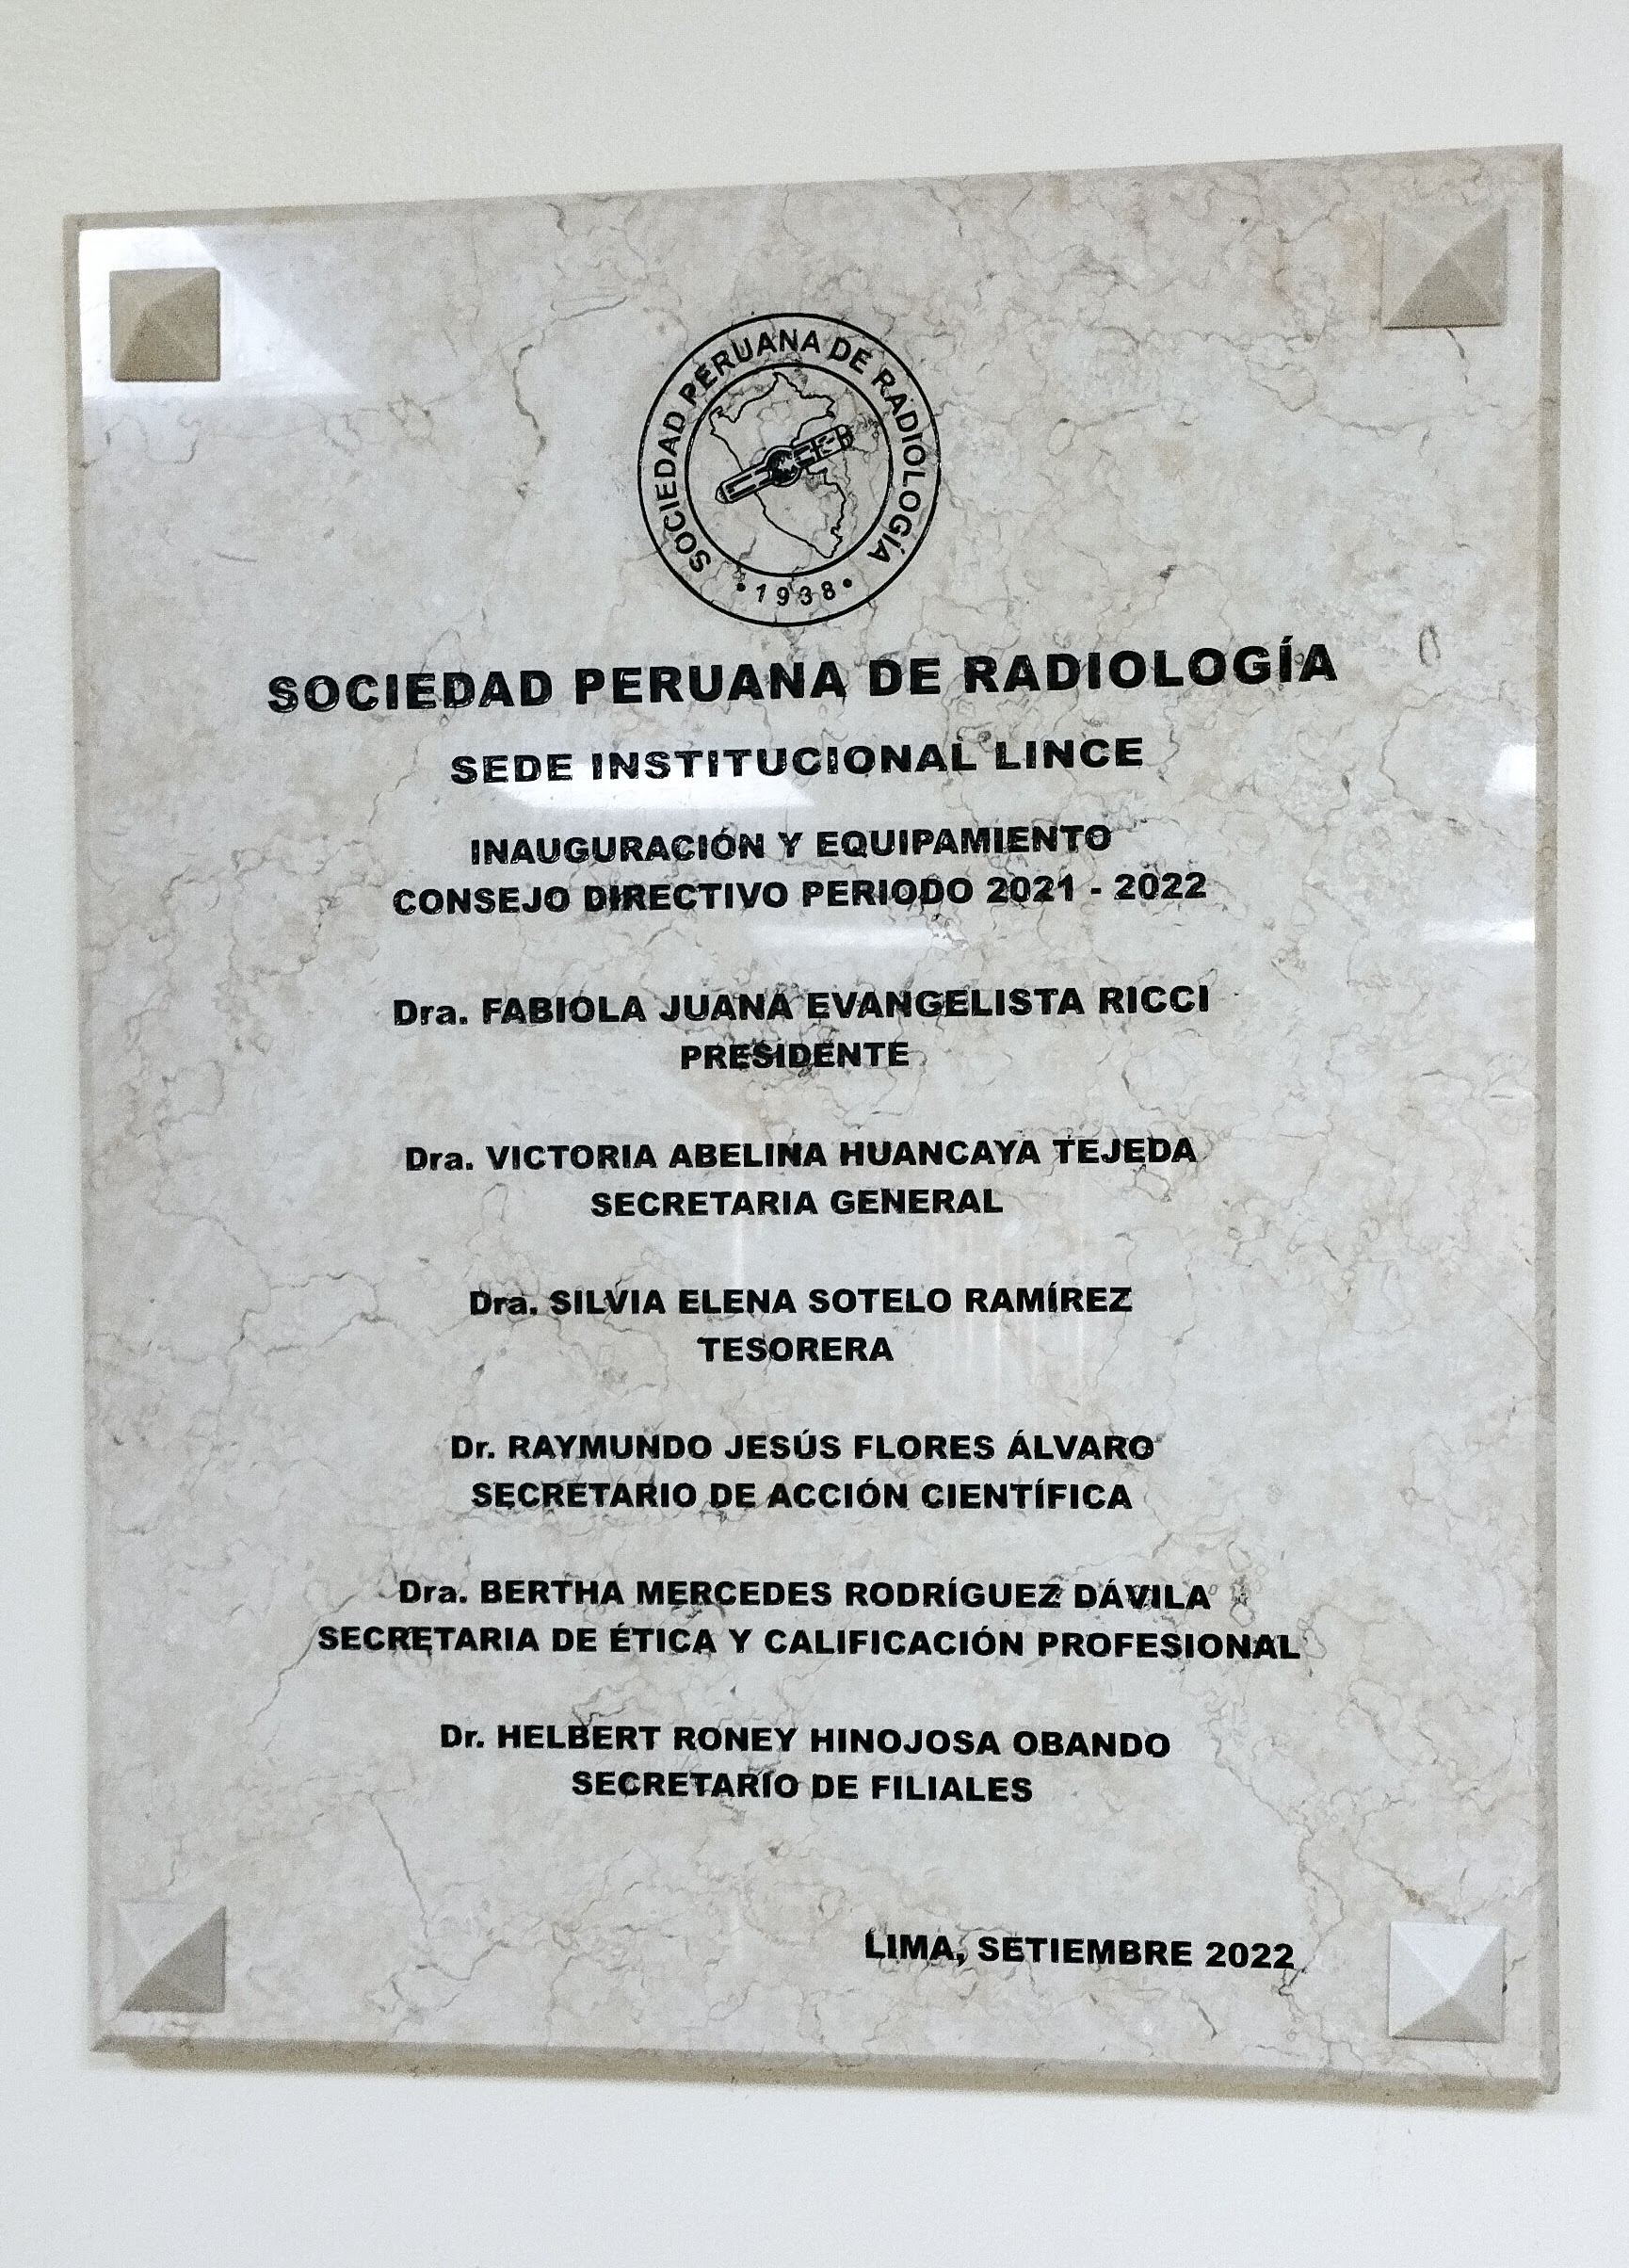 SOCIEDAD PERUANA DE RADIOLOGÍA
• 1938 •
SOCIEDAD PERUANA DE RADIOLOGÍA
SEDE INSTITUCIONAL LINCE
INAUGURACIÓN Y EQUIPAMIENTO
CONSEJO DIRECTIVO PERIODO 2021 - 2022
Dra. FABIOLA JUANA EVANGELISTA RICCI
PRESIDENTE
Dra. VICTORIA ABELINA HUANCAYA TEJEDA
SECRETARIA GENERAL
Dra. SILVIA ELENA SOTELO RAMÍREZ
TESORERA
Dr. RAYMUNDO JESÚS FLORES ÁLVARO
SECRETARIO DE ACCIÓN CIENTÍFICA
Dra. BERTHA MERCEDES RODRÍGUEZ DÁVILA
SECRETARIA DE ÉTICA Y CALIFICACIÓN PROFESIONAL
Dr. HELBERT RONEY HINOJOSA OBANDO
SECRETARIO DE FILIALES
LIMA, SETIEMBRE 2022